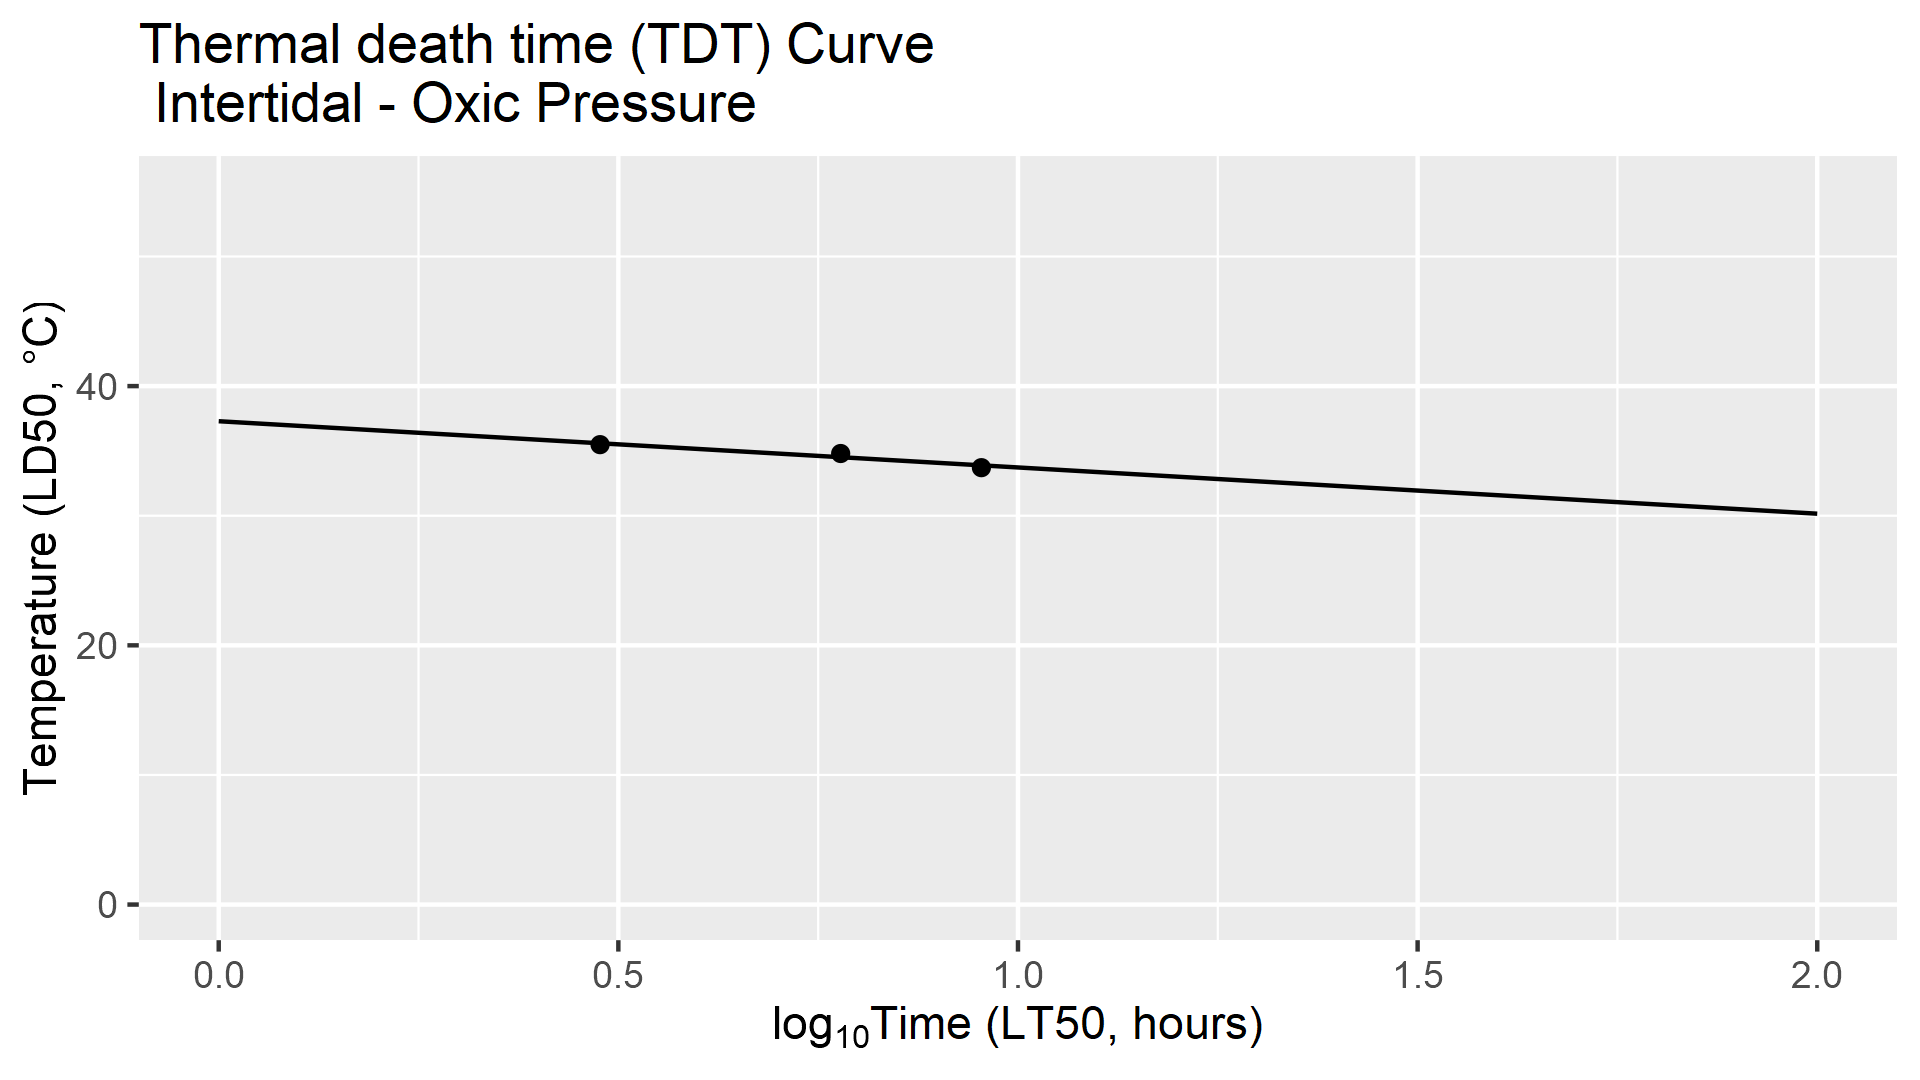 Thermal death time (TDT) Curve
Intertidal - Oxic Pressure
Temperature (LD50, °C)
40
20
0
0.0
0.5
1.0
1.5
2.0
log₁₀Time (LT50, hours)